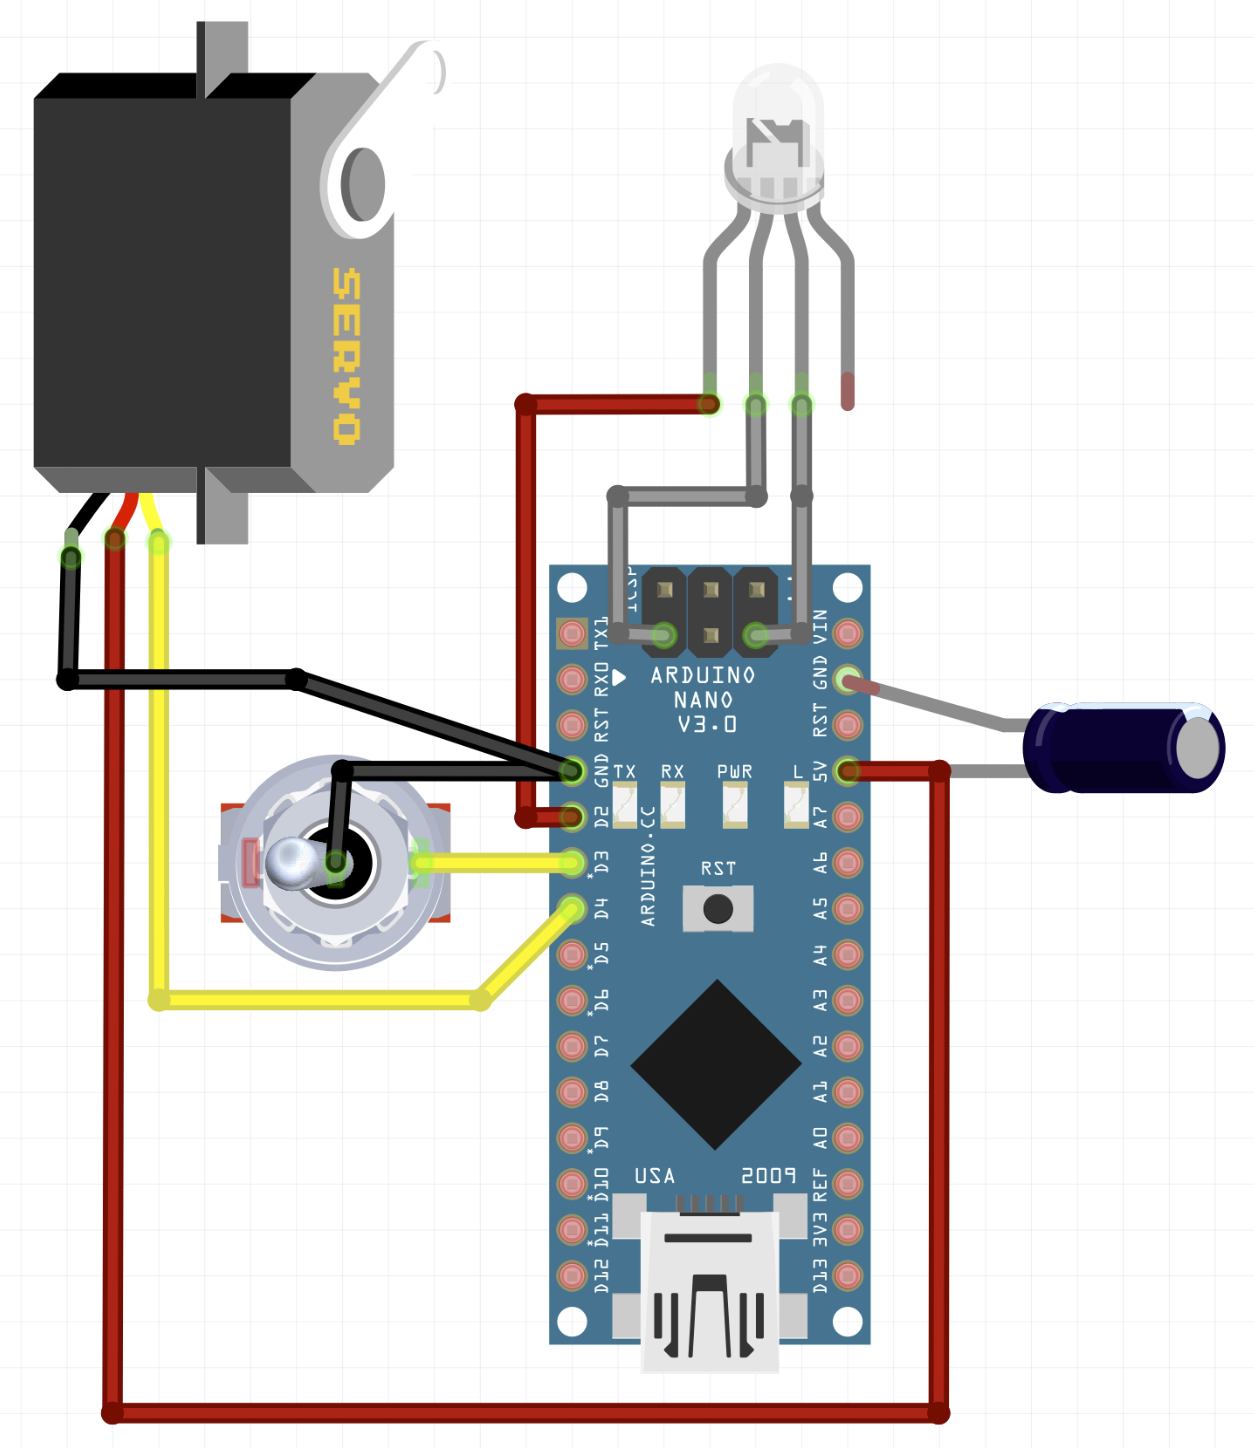 SERVO
ICSP
ARDUINO
NANO
V3.0
TX1
RX0
RST
GND
D2
*D3
D4
*D5
*D6
D7
D8
*D9
*D10
*D11
D12
TX RX PWR L
ARDUINO.CC
RST
VIN
GND
RST
5V
A7
A6
A5
A4
A3
A2
A1
A0
REF
3V3
D13
USA 2009